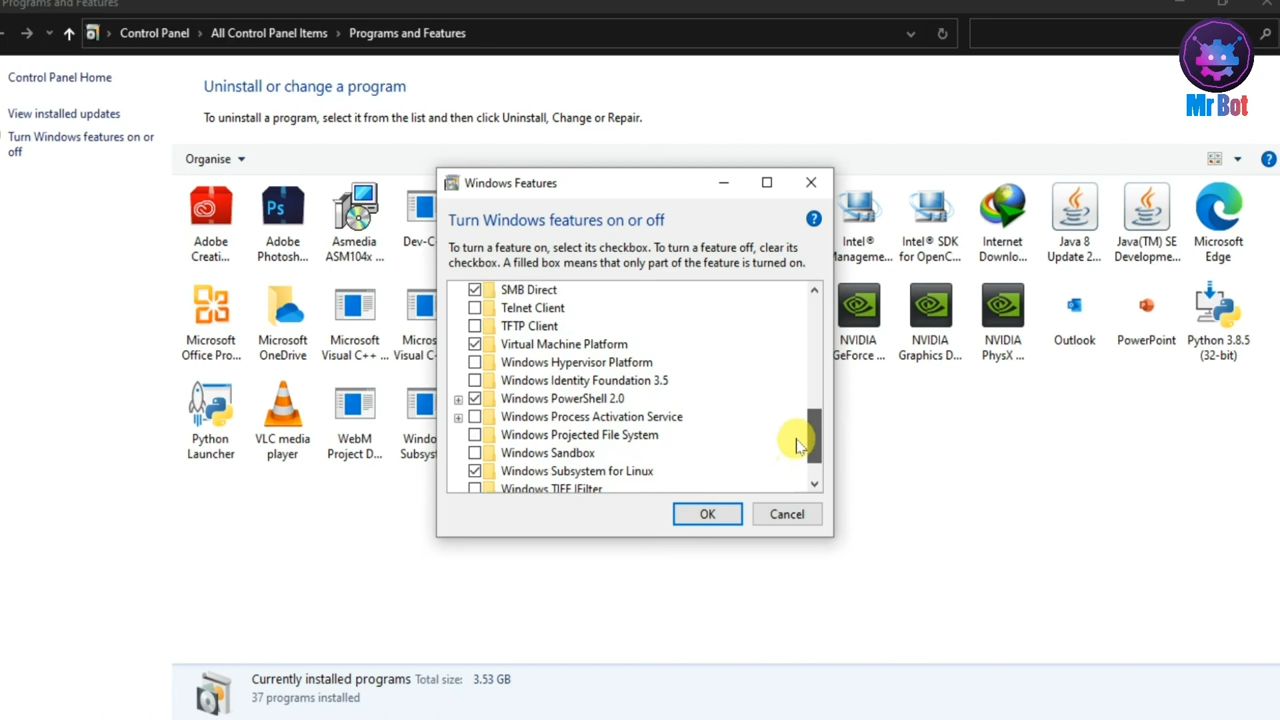 Programs and Features
Control Panel > All Control Panel Items > Programs and Features
Mr Bot
Control Panel Home
View installed updates
Turn Windows features on or
off
Uninstall or change a program
To uninstall a program, select it from the list and then click Uninstall, Change or Repair.
Organise
Adobe
Creati...
Adobe
Photosh...
Asmedia
ASM104x ...
Dev-C
Intel®
Manageme...
Intel® SDK
for OpenC...
Internet
Downlo...
Java 8
Update 2...
Java(TM) SE
Developme...
Microsoft
Edge
Microsoft
Office Pro...
Microsoft
OneDrive
Microsoft
Visual C++ ...
Microsoft
Visual C
NVIDIA
GeForce ...
NVIDIA
Graphics D...
NVIDIA
PhysX ...
Outlook
PowerPoint
Python 3.8.5
(32-bit)
Python
Launcher
VLC media
player
WebM
Project D...
Windo
Subsys
Windows Features
Turn Windows features on or off
To turn a feature on, select its checkbox. To turn a feature off, clear its
checkbox. A filled box means that only part of the feature is turned on.
SMB Direct
Telnet Client
TFTP Client
Virtual Machine Platform
Windows Hypervisor Platform
Windows Identity Foundation 3.5
Windows PowerShell 2.0
Windows Process Activation Service
Windows Projected File System
Windows Sandbox
Windows Subsystem for Linux
Windows TIFF IFilter
OK
Cancel
Currently installed programs Total size: 3.53 GB
37 programs installed